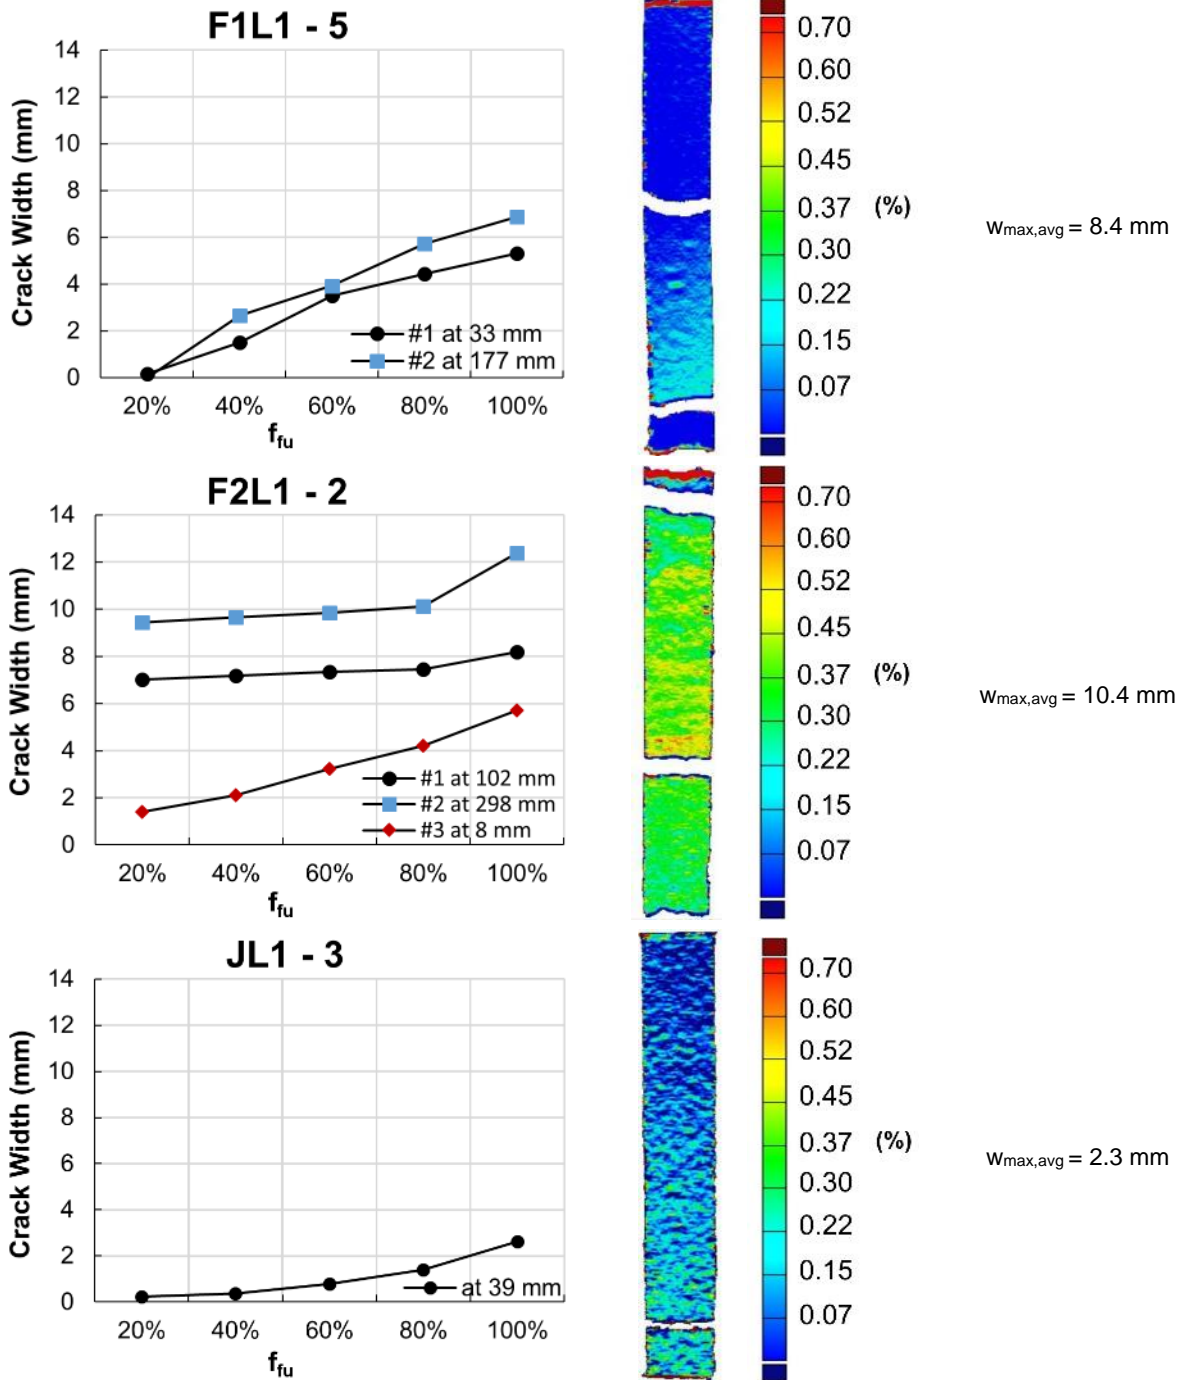 F1L1 - 5
14
12
10
8
6
4
2
0
Crack Width (mm)
#1 at 33 mm
#2 at 177 mm
20% 40% 60% 80% 100%
ffu
0.70
0.60
0.52
0.45
0.37 (%)
0.30
0.22
0.15
0.07
wmax,avg = 8.4 mm
F2L1 - 2
14
12
10
8
6
4
2
0
Crack Width (mm)
#1 at 102 mm
#2 at 298 mm
#3 at 8 mm
20% 40% 60% 80% 100%
ffu
0.70
0.60
0.52
0.45
0.37 (%)
0.30
0.22
0.15
0.07
wmax,avg = 10.4 mm
JL1 - 3
14
12
10
8
6
4
2
0
Crack Width (mm)
at 39 mm
20% 40% 60% 80% 100%
ffu
0.70
0.60
0.52
0.45
0.37 (%)
0.30
0.22
0.15
0.07
wmax,avg = 2.3 mm